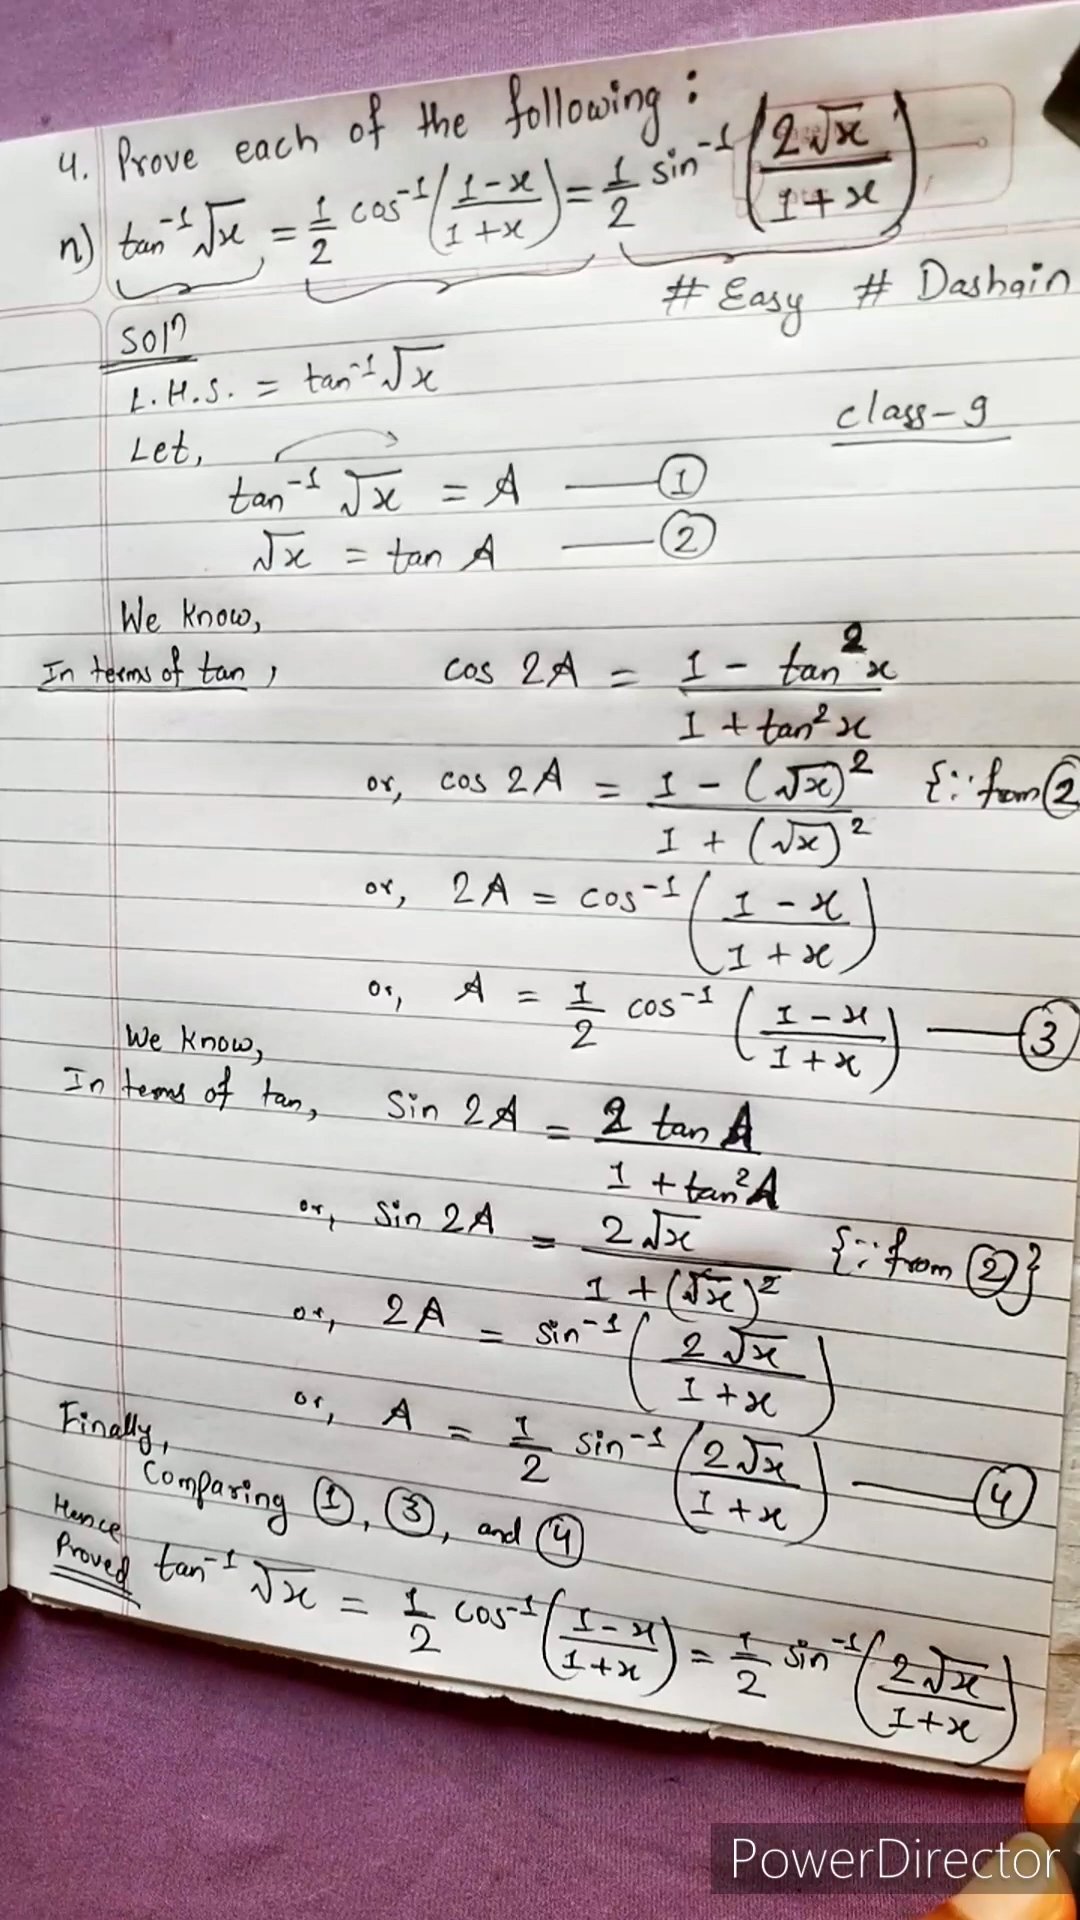 4. Prove each of the following :
n) tan⁻¹√x = 1/2 cos⁻¹((1-x)/(1+x)) = 1/2 sin⁻¹((2√x)/(1+x))
# Easy # Dashain
Solⁿ
L.H.S. = tan⁻¹√x
class-9
Let,
tan⁻¹ √x = A —— ①
√x = tan A —— ②
We know,
In terms of tan, cos 2A = (1 - tan²x)/(1 + tan²x)
or, cos 2A = (1 - (√x)²)/(1 + (√x)²) {∵ from ②
or, 2A = cos⁻¹((1 - x)/(1 + x))
or, A = 1/2 cos⁻¹((1 - x)/(1 + x)) —— ③
We know,
In terms of tan, Sin 2A = (2 tan A)/(1 + tan²A)
or, Sin 2A = (2√x)/(1 + (√x)²) {∵ from ②}
or, 2A = sin⁻¹((2√x)/(1 + x))
or, A = 1/2 sin⁻¹((2√x)/(1 + x)) —— ④
Finally,
Comparing ①, ③, and ④
Hence
Proved tan⁻¹ √x = 1/2 cos⁻¹((1-x)/(1+x)) = 1/2 sin⁻¹((2√x)/(1+x))
PowerDirector